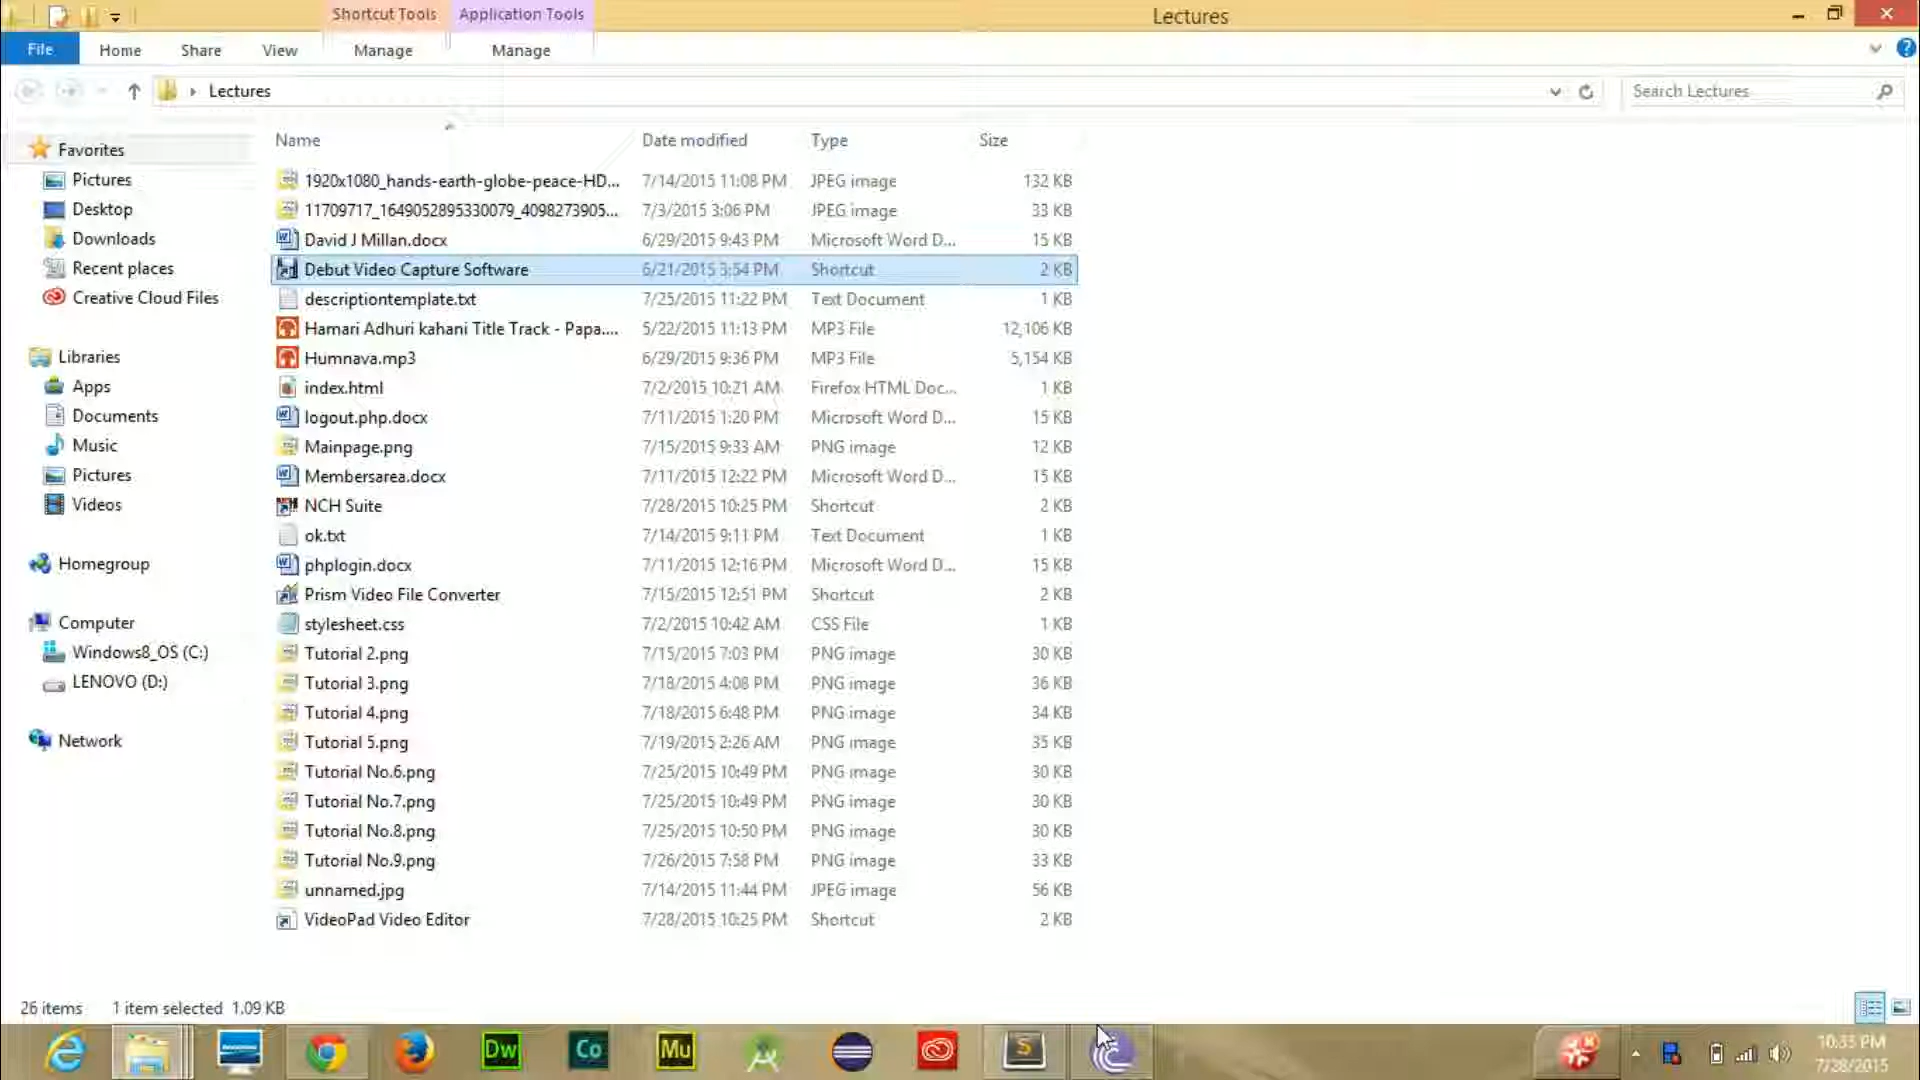 Shortcut Tools Application Tools Lectures
File Home Share View Manage Manage
Lectures Search Lectures
Name Date modified Type Size
Favorites
Pictures
Desktop
Downloads
Recent places
Creative Cloud Files
Libraries
Apps
Documents
Music
Pictures
Videos
Homegroup
Computer
Windows8_OS (C:)
LENOVO (D:)
Network
1920x1080_hands-earth-globe-peace-HD... 7/14/2015 11:08 PM JPEG image 132 KB
11709717_1649052895330079_4098273905... 7/3/2015 3:06 PM JPEG image 33 KB
David J Millan.docx 6/29/2015 9:43 PM Microsoft Word D... 15 KB
Debut Video Capture Software 6/21/2015 3:54 PM Shortcut 2 KB
descriptiontemplate.txt 7/25/2015 11:22 PM Text Document 1 KB
Hamari Adhuri kahani Title Track - Papa.... 5/22/2015 11:13 PM MP3 File 12,106 KB
Humnava.mp3 6/29/2015 9:36 PM MP3 File 5,154 KB
index.html 7/2/2015 10:21 AM Firefox HTML Doc... 1 KB
logout.php.docx 7/11/2015 1:20 PM Microsoft Word D... 15 KB
Mainpage.png 7/15/2015 9:33 AM PNG image 12 KB
Membersarea.docx 7/11/2015 12:22 PM Microsoft Word D... 15 KB
NCH Suite 7/28/2015 10:25 PM Shortcut 2 KB
ok.txt 7/14/2015 9:11 PM Text Document 1 KB
phplogin.docx 7/11/2015 12:16 PM Microsoft Word D... 15 KB
Prism Video File Converter 7/15/2015 12:51 PM Shortcut 2 KB
stylesheet.css 7/2/2015 10:42 AM CSS File 1 KB
Tutorial 2.png 7/15/2015 7:03 PM PNG image 30 KB
Tutorial 3.png 7/18/2015 4:08 PM PNG image 36 KB
Tutorial 4.png 7/18/2015 6:48 PM PNG image 34 KB
Tutorial 5.png 7/19/2015 2:26 AM PNG image 35 KB
Tutorial No.6.png 7/25/2015 10:49 PM PNG image 30 KB
Tutorial No.7.png 7/25/2015 10:49 PM PNG image 30 KB
Tutorial No.8.png 7/25/2015 10:50 PM PNG image 30 KB
Tutorial No.9.png 7/26/2015 7:58 PM PNG image 33 KB
unnamed.jpg 7/14/2015 11:44 PM JPEG image 56 KB
VideoPad Video Editor 7/28/2015 10:25 PM Shortcut 2 KB
26 items 1 item selected 1.09 KB
Dw Co Mu S
10:33 PM
7/28/2015